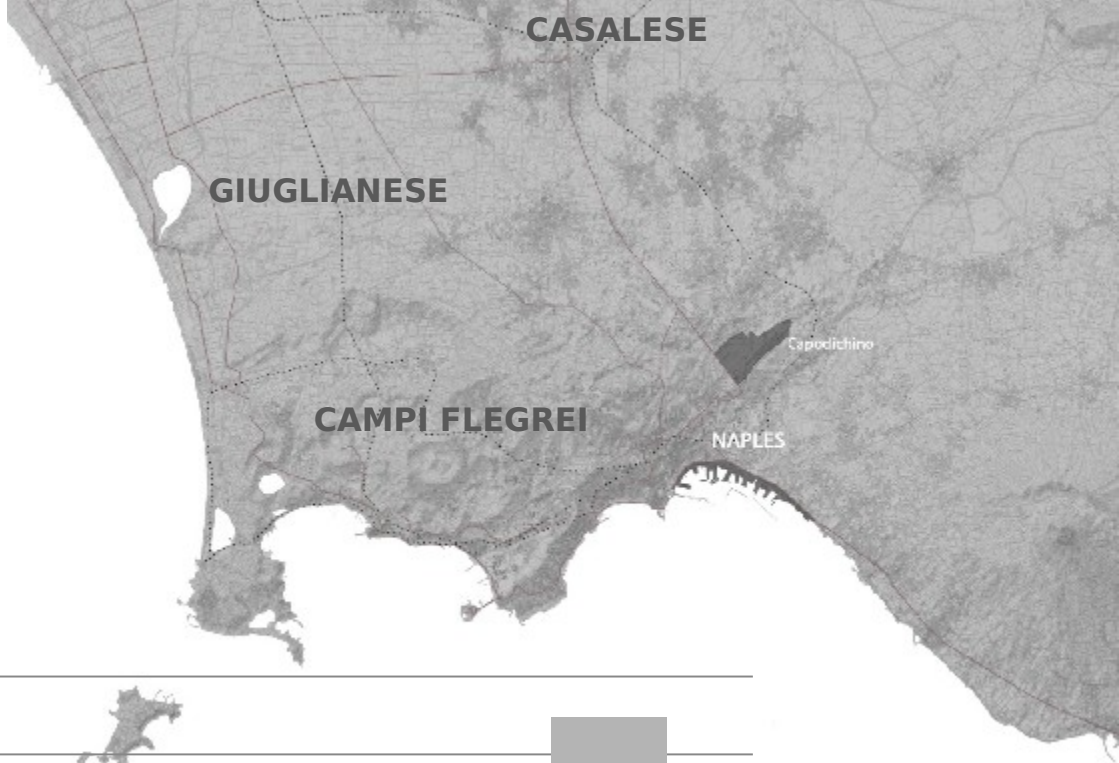 CASALESE
GIUGLIANESE
Capodichino
CAMPI FLEGREI
NAPLES